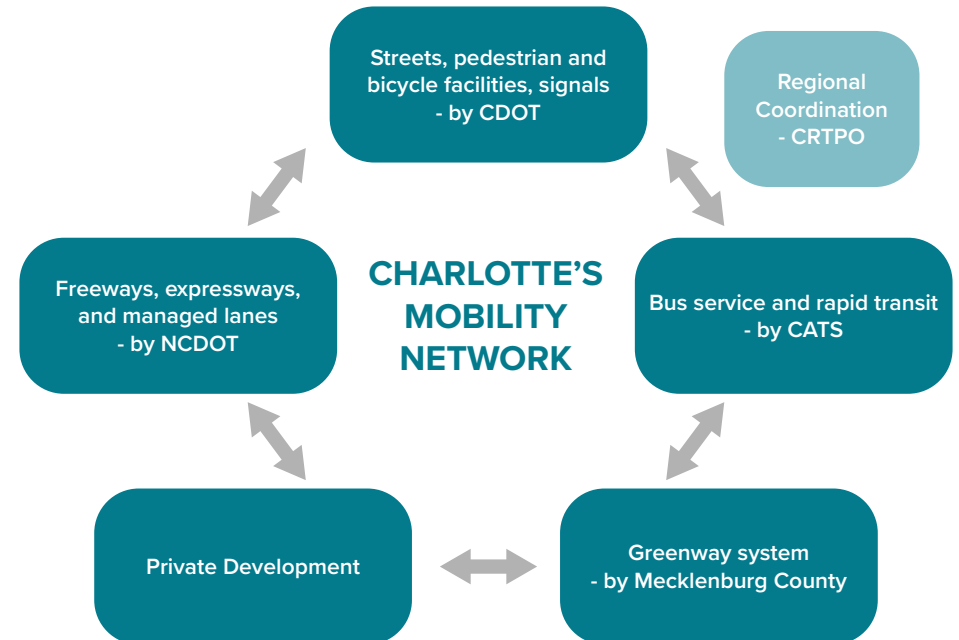 Streets, pedestrian and
bicycle facilities, signals
- by CDOT
Regional
Coordination
- CRTPO
Freeways, expressways,
and managed lanes
- by NCDOT
CHARLOTTE'S
MOBILITY
NETWORK
Bus service and rapid transit
- by CATS
Private Development
Greenway system
- by Mecklenburg County